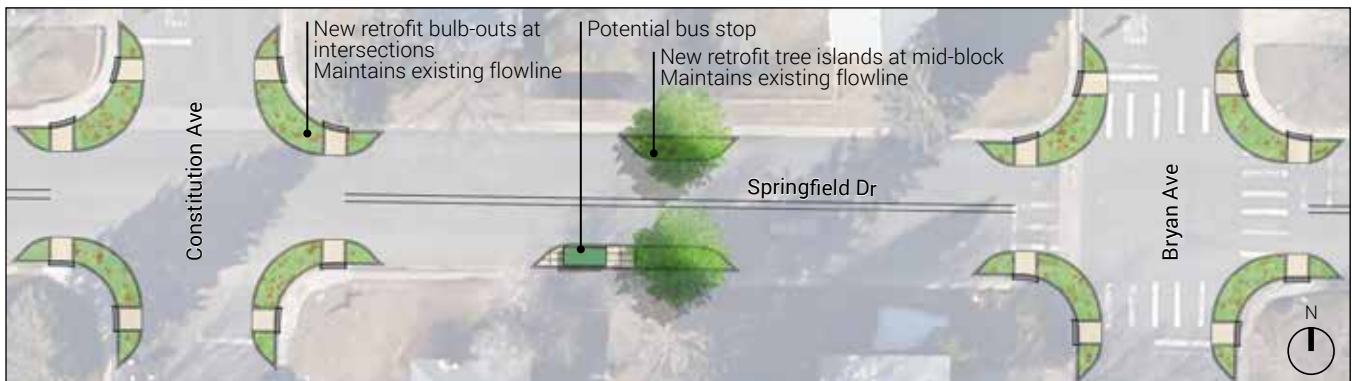 New retrofit bulb-outs at
intersections
Maintains existing flowline
Potential bus stop
New retrofit tree islands at mid-block
Maintains existing flowline
Constitution Ave
Springfield Dr
Bryan Ave
N